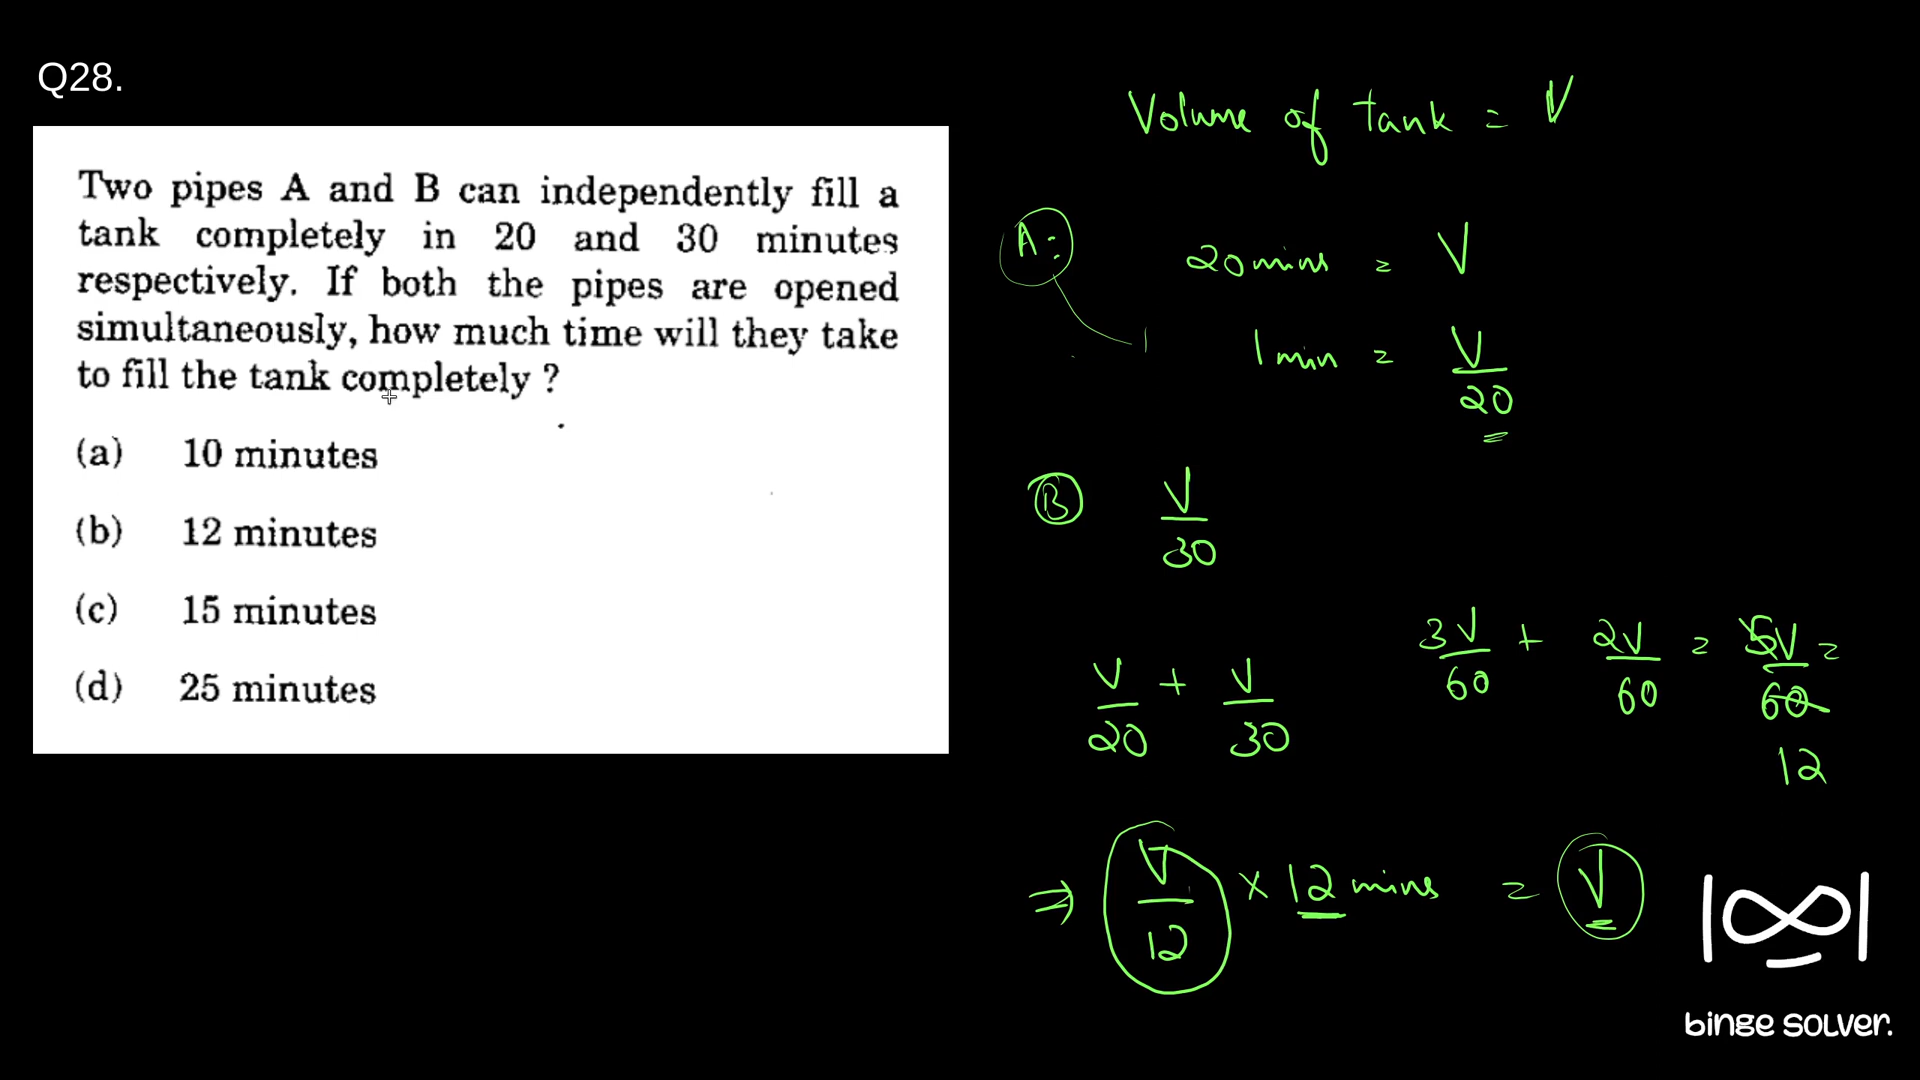 Q28.
Two pipes A and B can independently fill a
tank completely in 20 and 30 minutes
respectively. If both the pipes are opened
simultaneously, how much time will they take
to fill the tank completely ?
(a) 10 minutes
(b) 12 minutes
(c) 15 minutes
(d) 25 minutes
Volume of tank = V
A: 20 mins = V
1 min = V/20
B V/30
V/20 + V/30
3V/60 + 2V/60 = 5V/60 =
12
⇒ V/12 × 12 mins = V
binge solver.